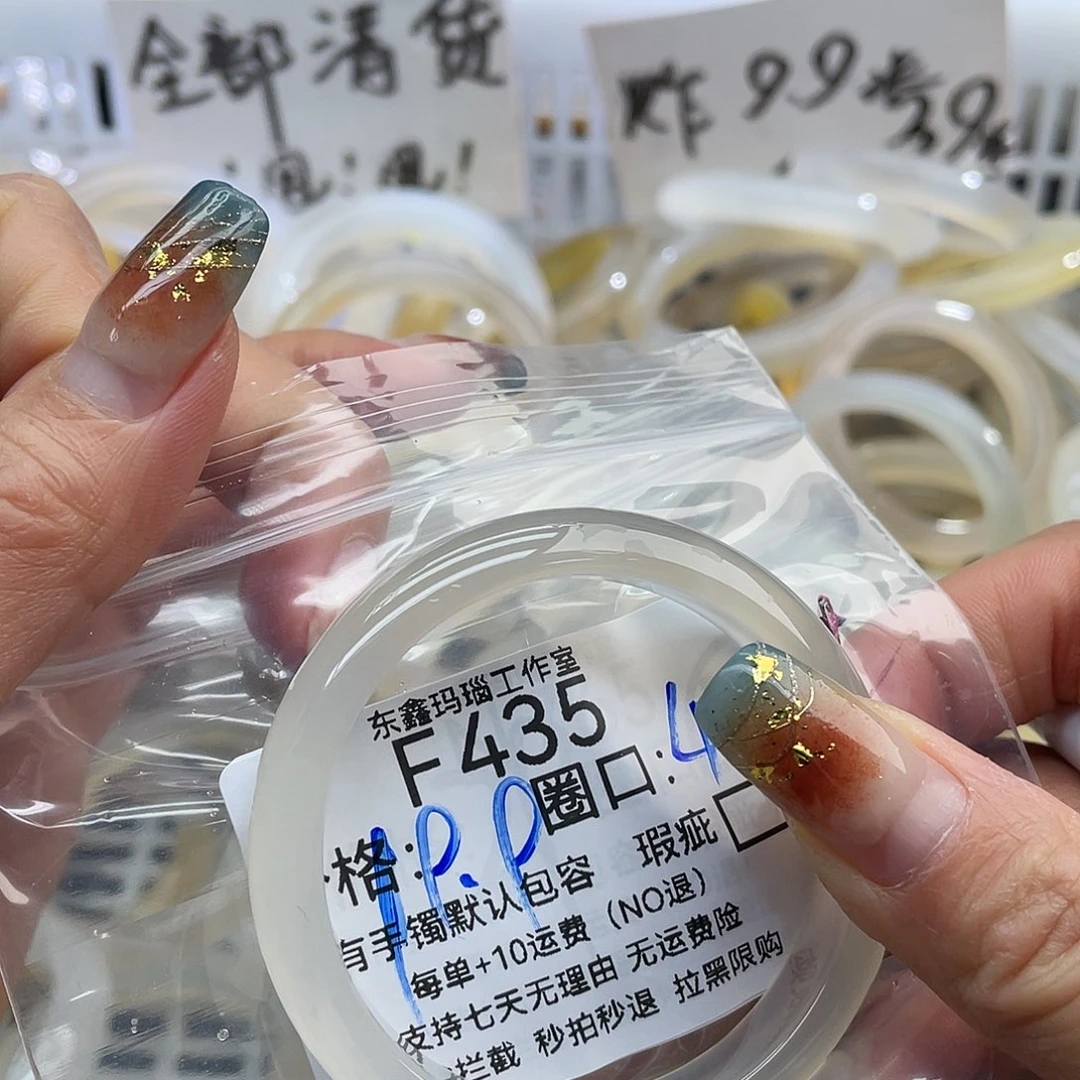 全部清货
炸 99号39
东鑫玛瑙工作室
F435
圈口:4
格:
瑕疵
有手镯默认包容
每单+10运费（NO退）
支持七天无理由 无运费险
拦截 秒拍秒退 拉黑限购